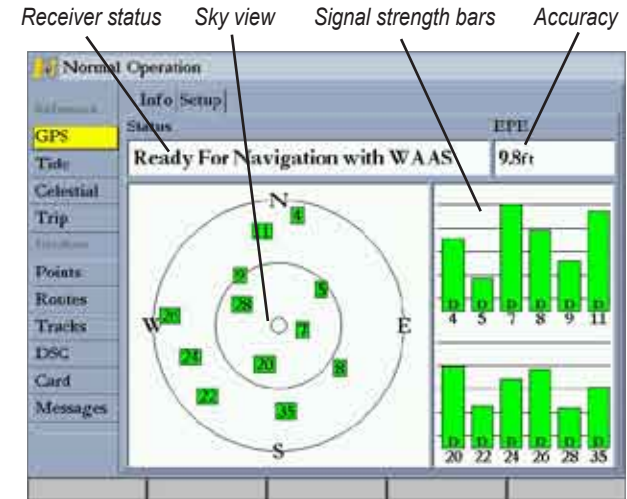 Receiver status Sky view Signal strength bars Accuracy
Normal Operation
Info Setup
Status EPE
GPS
Ready For Navigation with WAAS 9.8ft
Tide
Celestial
Trip
Points
Routes
Tracks
DSC
Card
Messages
N
4
11
9
5
28
26
W
7
E
24
20
8
22
35
S
D D D D D D
4 5 7 8 9 11
D D D D D D
20 22 24 26 28 35